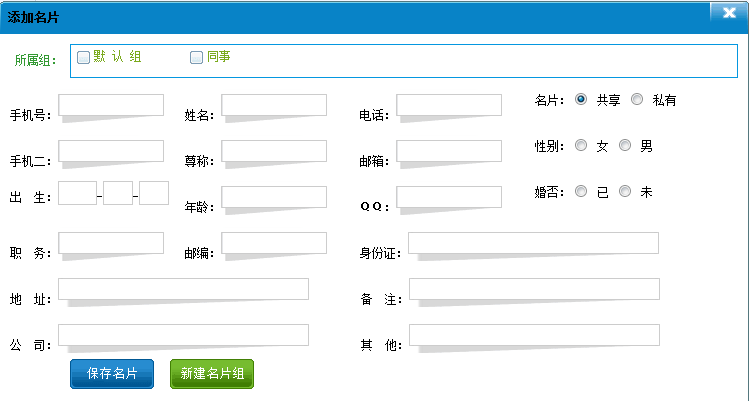 添加名片
所属组： 默 认 组 同事
手机号： 姓名： 电话： 名片： 共享 私有
手机二： 尊称： 邮箱： 性别： 女 男
出 生： - - 年龄： Q Q： 婚否： 已 未
职 务： 邮编： 身份证：
地 址： 备 注：
公 司： 其 他：
保存名片 新建名片组